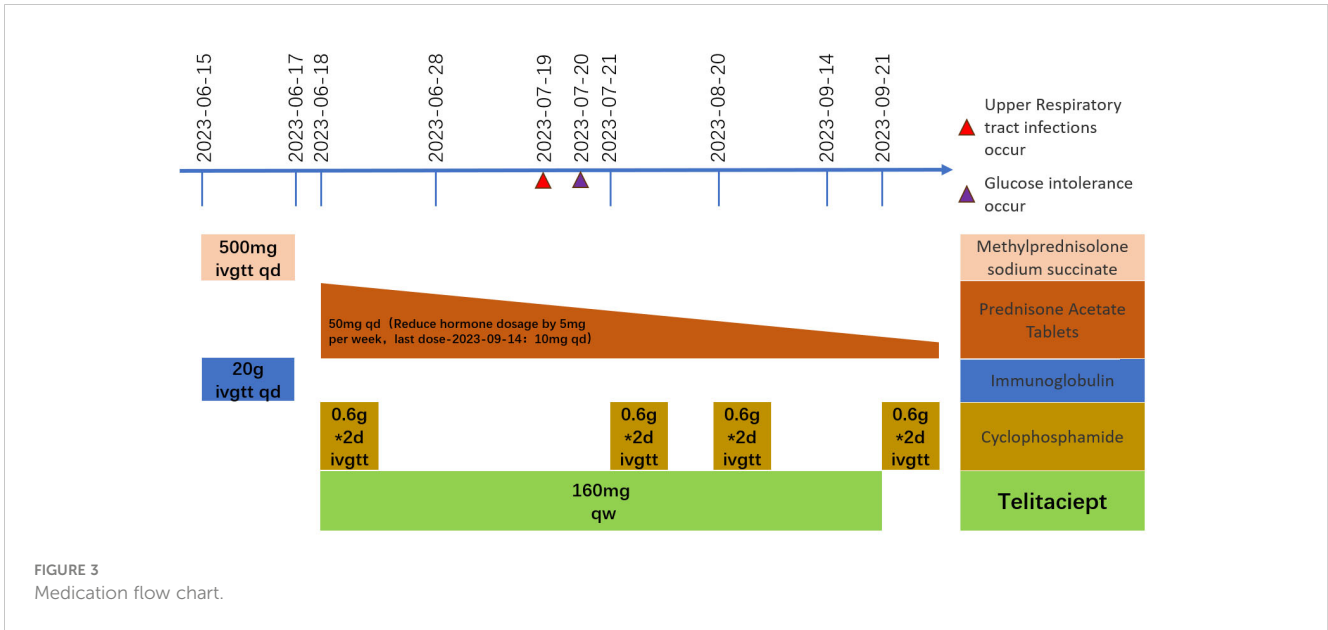 2023-06-15
2023-06-17
2023-06-18
2023-06-28
2023-07-19
2023-07-20
2023-07-21
2023-08-20
2023-09-14
2023-09-21
Upper Respiratory
tract infections
occur
Glucose intolerance
occur
500mg
ivgtt qd
Methylprednisolone
sodium succinate
50mg qd（Reduce hormone dosage by 5mg
per week，last dose-2023-09-14：10mg qd）
Prednisone Acetate
Tablets
20g
ivgtt qd
Immunoglobulin
0.6g
*2d
ivgtt
0.6g
*2d
ivgtt
0.6g
*2d
ivgtt
0.6g
*2d
ivgtt
Cyclophosphamide
160mg
qw
Telitaciept
FIGURE 3
Medication flow chart.